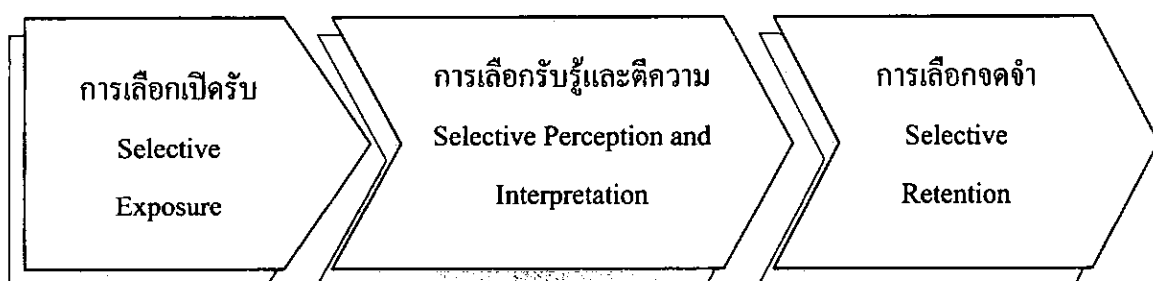 การเลือกเปิดรับ
Selective
Exposure
การเลือกรับรู้และตีความ
Selective Perception and
Interpretation
การเลือกจดจำ
Selective
Retention